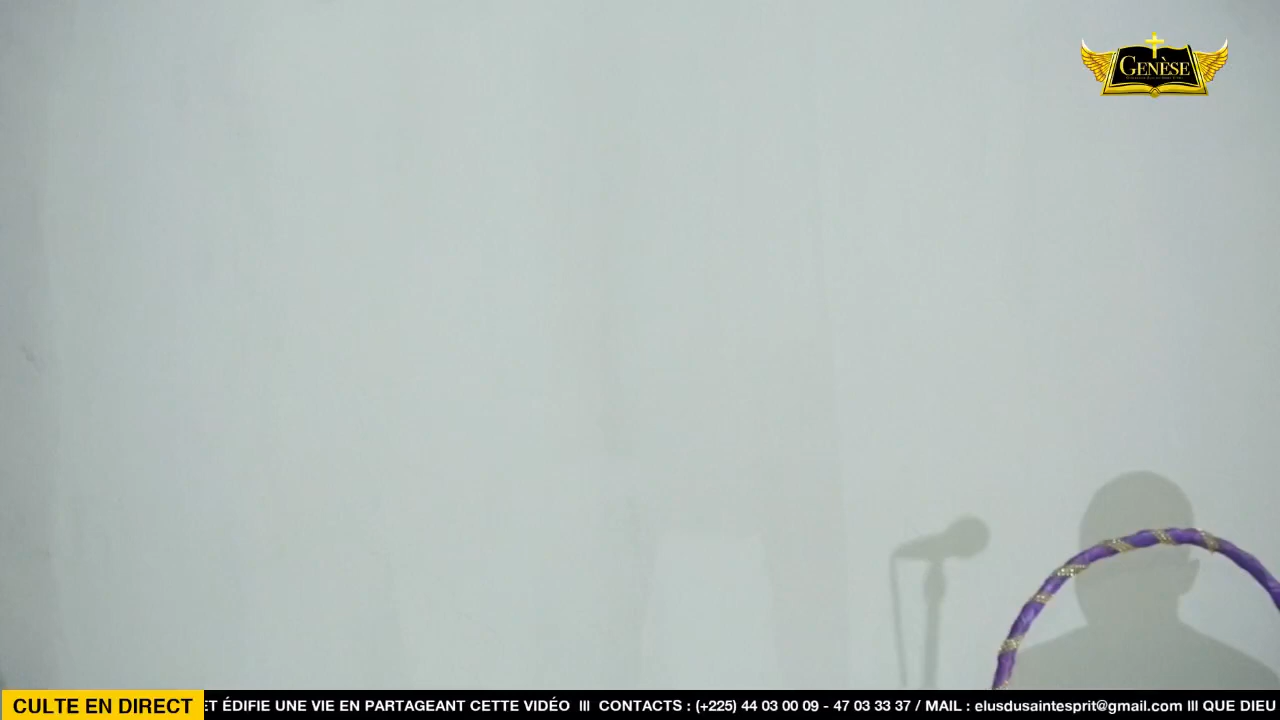 GENÈSE
CULTE EN DIRECT
ET ÉDIFIE UNE VIE EN PARTAGEANT CETTE VIDÉO III CONTACTS : (+225) 44 03 00 09 - 47 03 33 37 / MAIL : elusdusaintesprit@gmail.com III QUE DIEU